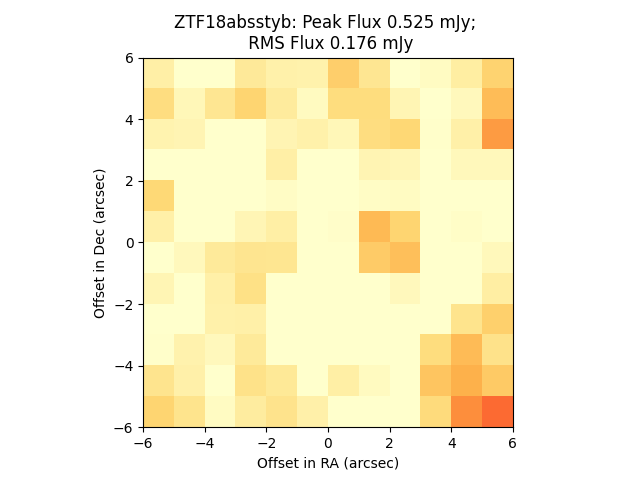 ZTF18absstyb: Peak Flux 0.525 mJy;
RMS Flux 0.176 mJy
6
4
2
0
−2
−4
−6
Offset in Dec (arcsec)
−6 −4 −2 0 2 4 6
Offset in RA (arcsec)